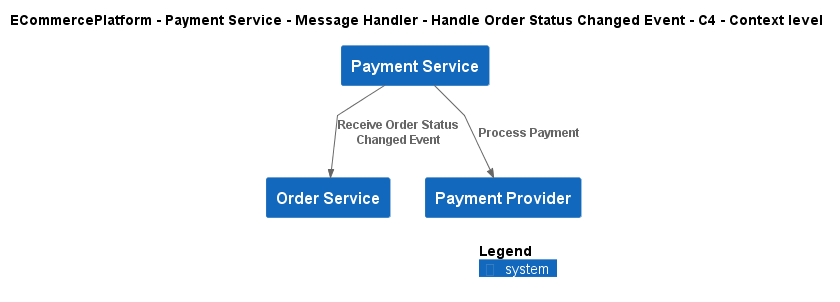 ECommercePlatform - Payment Service - Message Handler - Handle Order Status Changed Event - C4 - Context level
Payment Service
Receive Order Status
Changed Event
Process Payment
Order Service
Payment Provider
Legend
system